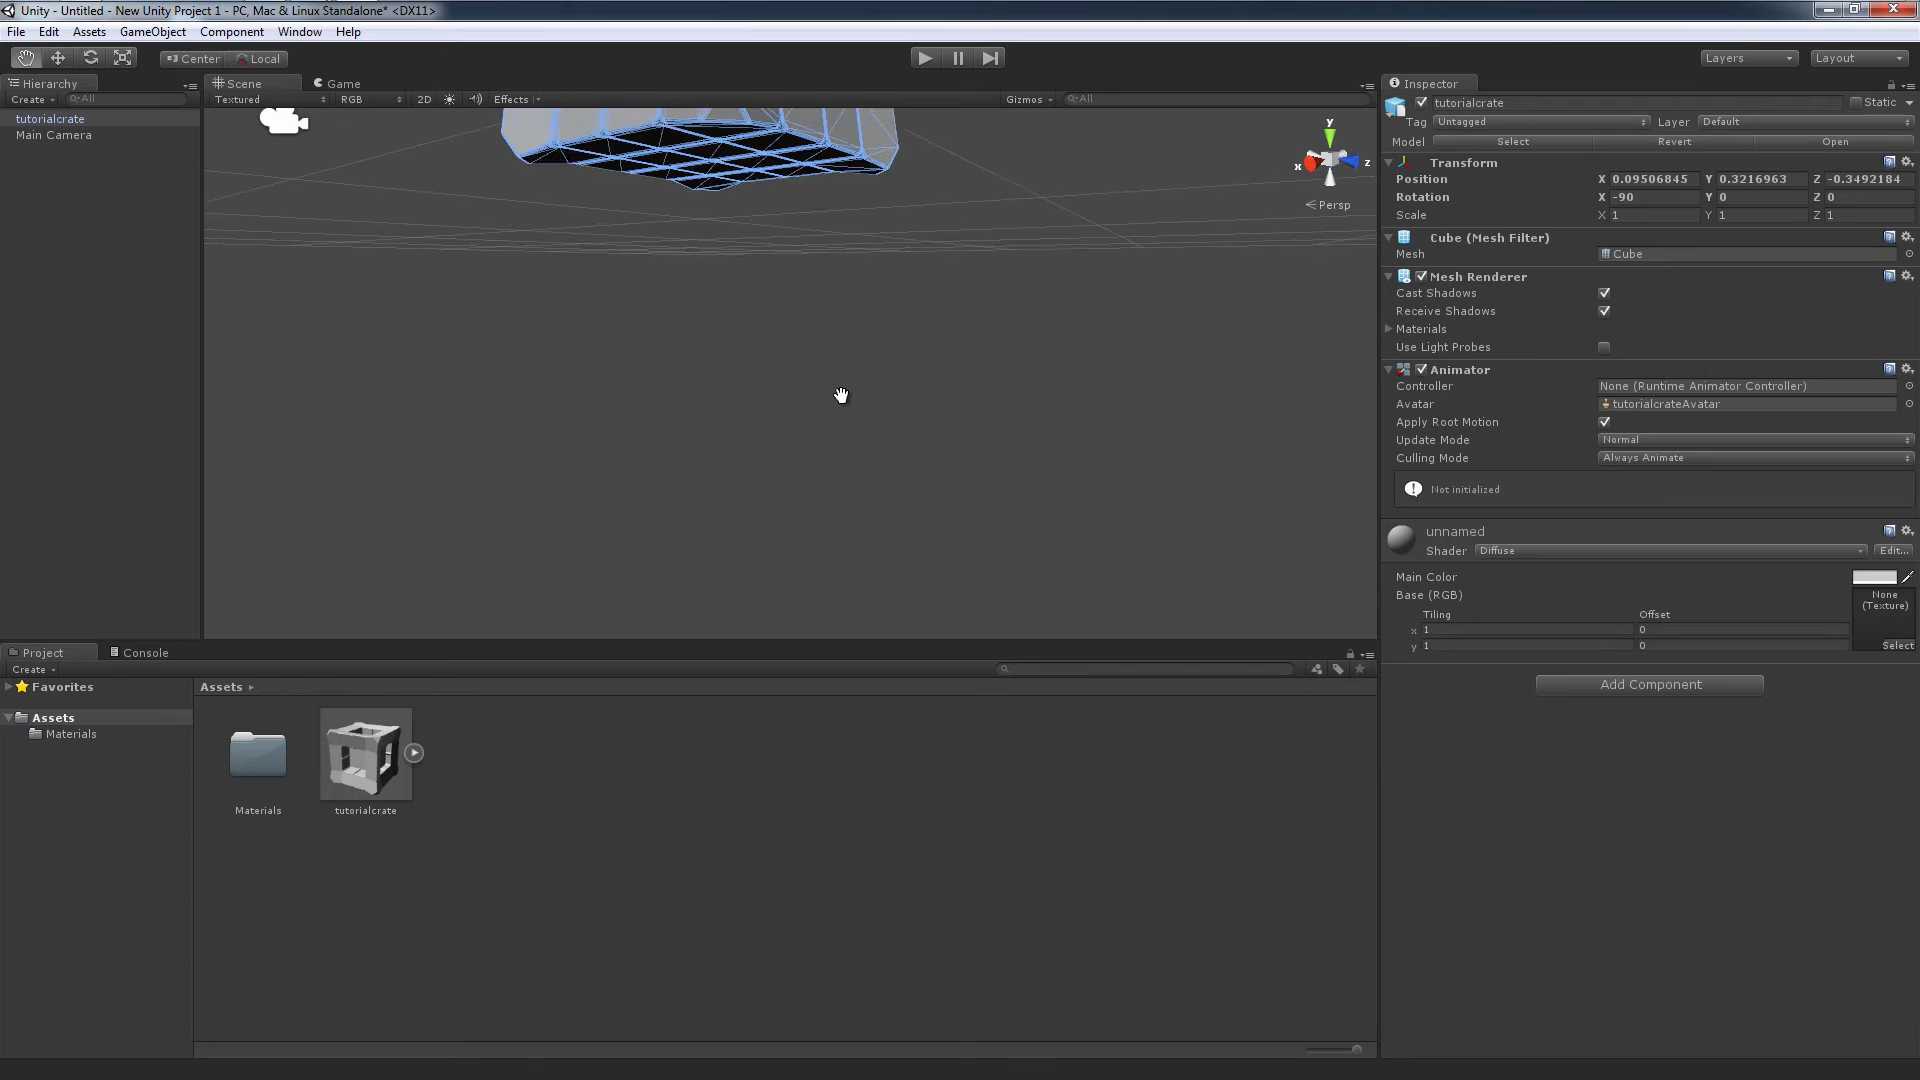 Unity - Untitled - New Unity Project 1 - PC, Mac & Linux Standalone* <DX11>
File Edit Assets GameObject Component Window Help
Center Local Layers Layout
Hierarchy Scene Game Inspector
Create All Textured RGB 2D Effects Gizmos All tutorialcrate Static
tutorialcrate Tag Untagged Layer Default
Main Camera Model Select Revert Open
y
x z
Persp
Transform
Position X 0.09506845 Y 0.3216963 Z -0.3492184
Rotation X -90 Y 0 Z 0
Scale X 1 Y 1 Z 1
Cube (Mesh Filter)
Mesh Cube
Mesh Renderer
Cast Shadows
Receive Shadows
Materials
Use Light Probes
Animator
Controller None (Runtime Animator Controller)
Avatar tutorialcrateAvatar
Apply Root Motion
Update Mode Normal
Culling Mode Always Animate
Not initialized
unnamed
Shader Diffuse Edit...
Main Color
Base (RGB) None (Texture)
Tiling Offset
x 1 0
y 1 0 Select
Add Component
Project Console
Create
Favorites Assets
Assets
Materials
Materials tutorialcrate